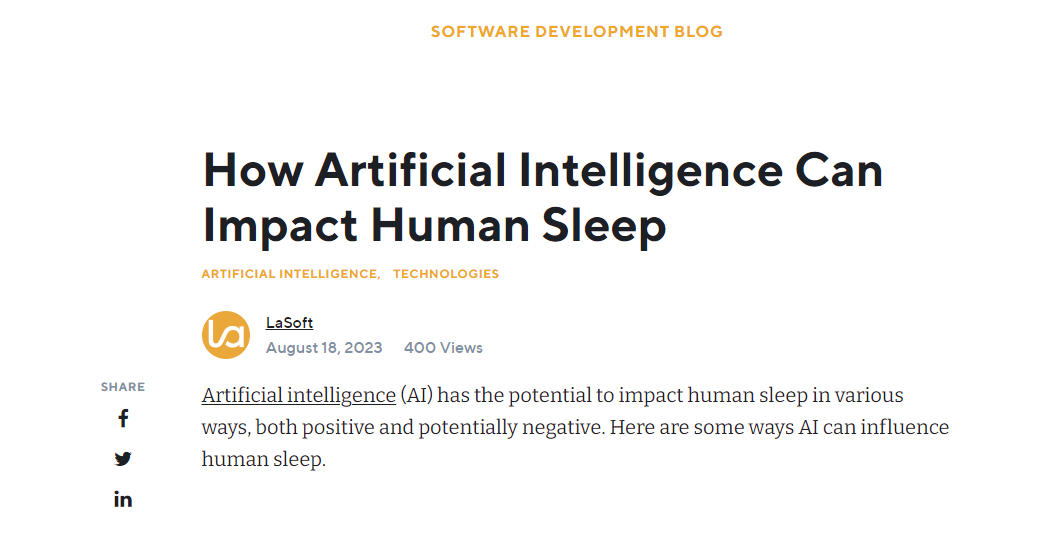 SOFTWARE DEVELOPMENT BLOG
How Artificial Intelligence Can
Impact Human Sleep
ARTIFICIAL INTELLIGENCE, TECHNOLOGIES
la
LaSoft
August 18, 2023 400 Views
SHARE
Artificial intelligence (AI) has the potential to impact human sleep in various
ways, both positive and potentially negative. Here are some ways AI can influence
human sleep.